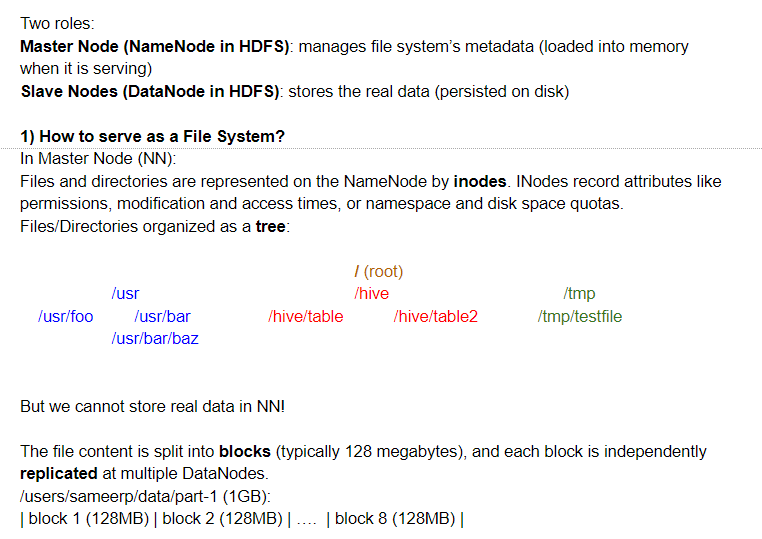 Two roles:
Master Node (NameNode in HDFS): manages file system’s metadata (loaded into memory
when it is serving)
Slave Nodes (DataNode in HDFS): stores the real data (persisted on disk)
1) How to serve as a File System?
In Master Node (NN):
Files and directories are represented on the NameNode by inodes. INodes record attributes like
permissions, modification and access times, or namespace and disk space quotas.
Files/Directories organized as a tree:
/ (root)
/usr /hive /tmp
/usr/foo /usr/bar /hive/table /hive/table2 /tmp/testfile
/usr/bar/baz
But we cannot store real data in NN!
The file content is split into blocks (typically 128 megabytes), and each block is independently
replicated at multiple DataNodes.
/users/sameerp/data/part-1 (1GB):
| block 1 (128MB) | block 2 (128MB) | …. | block 8 (128MB) |